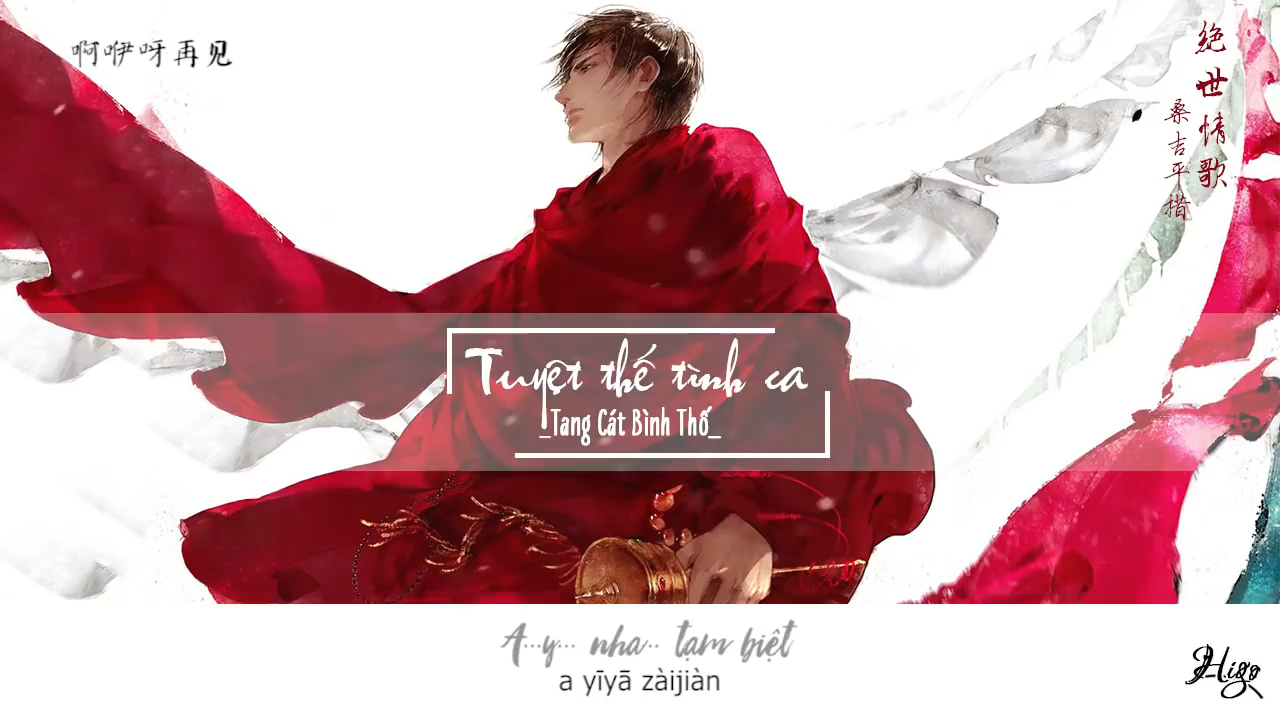 啊咿呀再见
绝世情歌
桑吉平措
Tuyệt thế tình ca
_Tang Cát Bình Thố_
A...y... nha.. tạm biệt
a yīyā zàijiàn
Higo